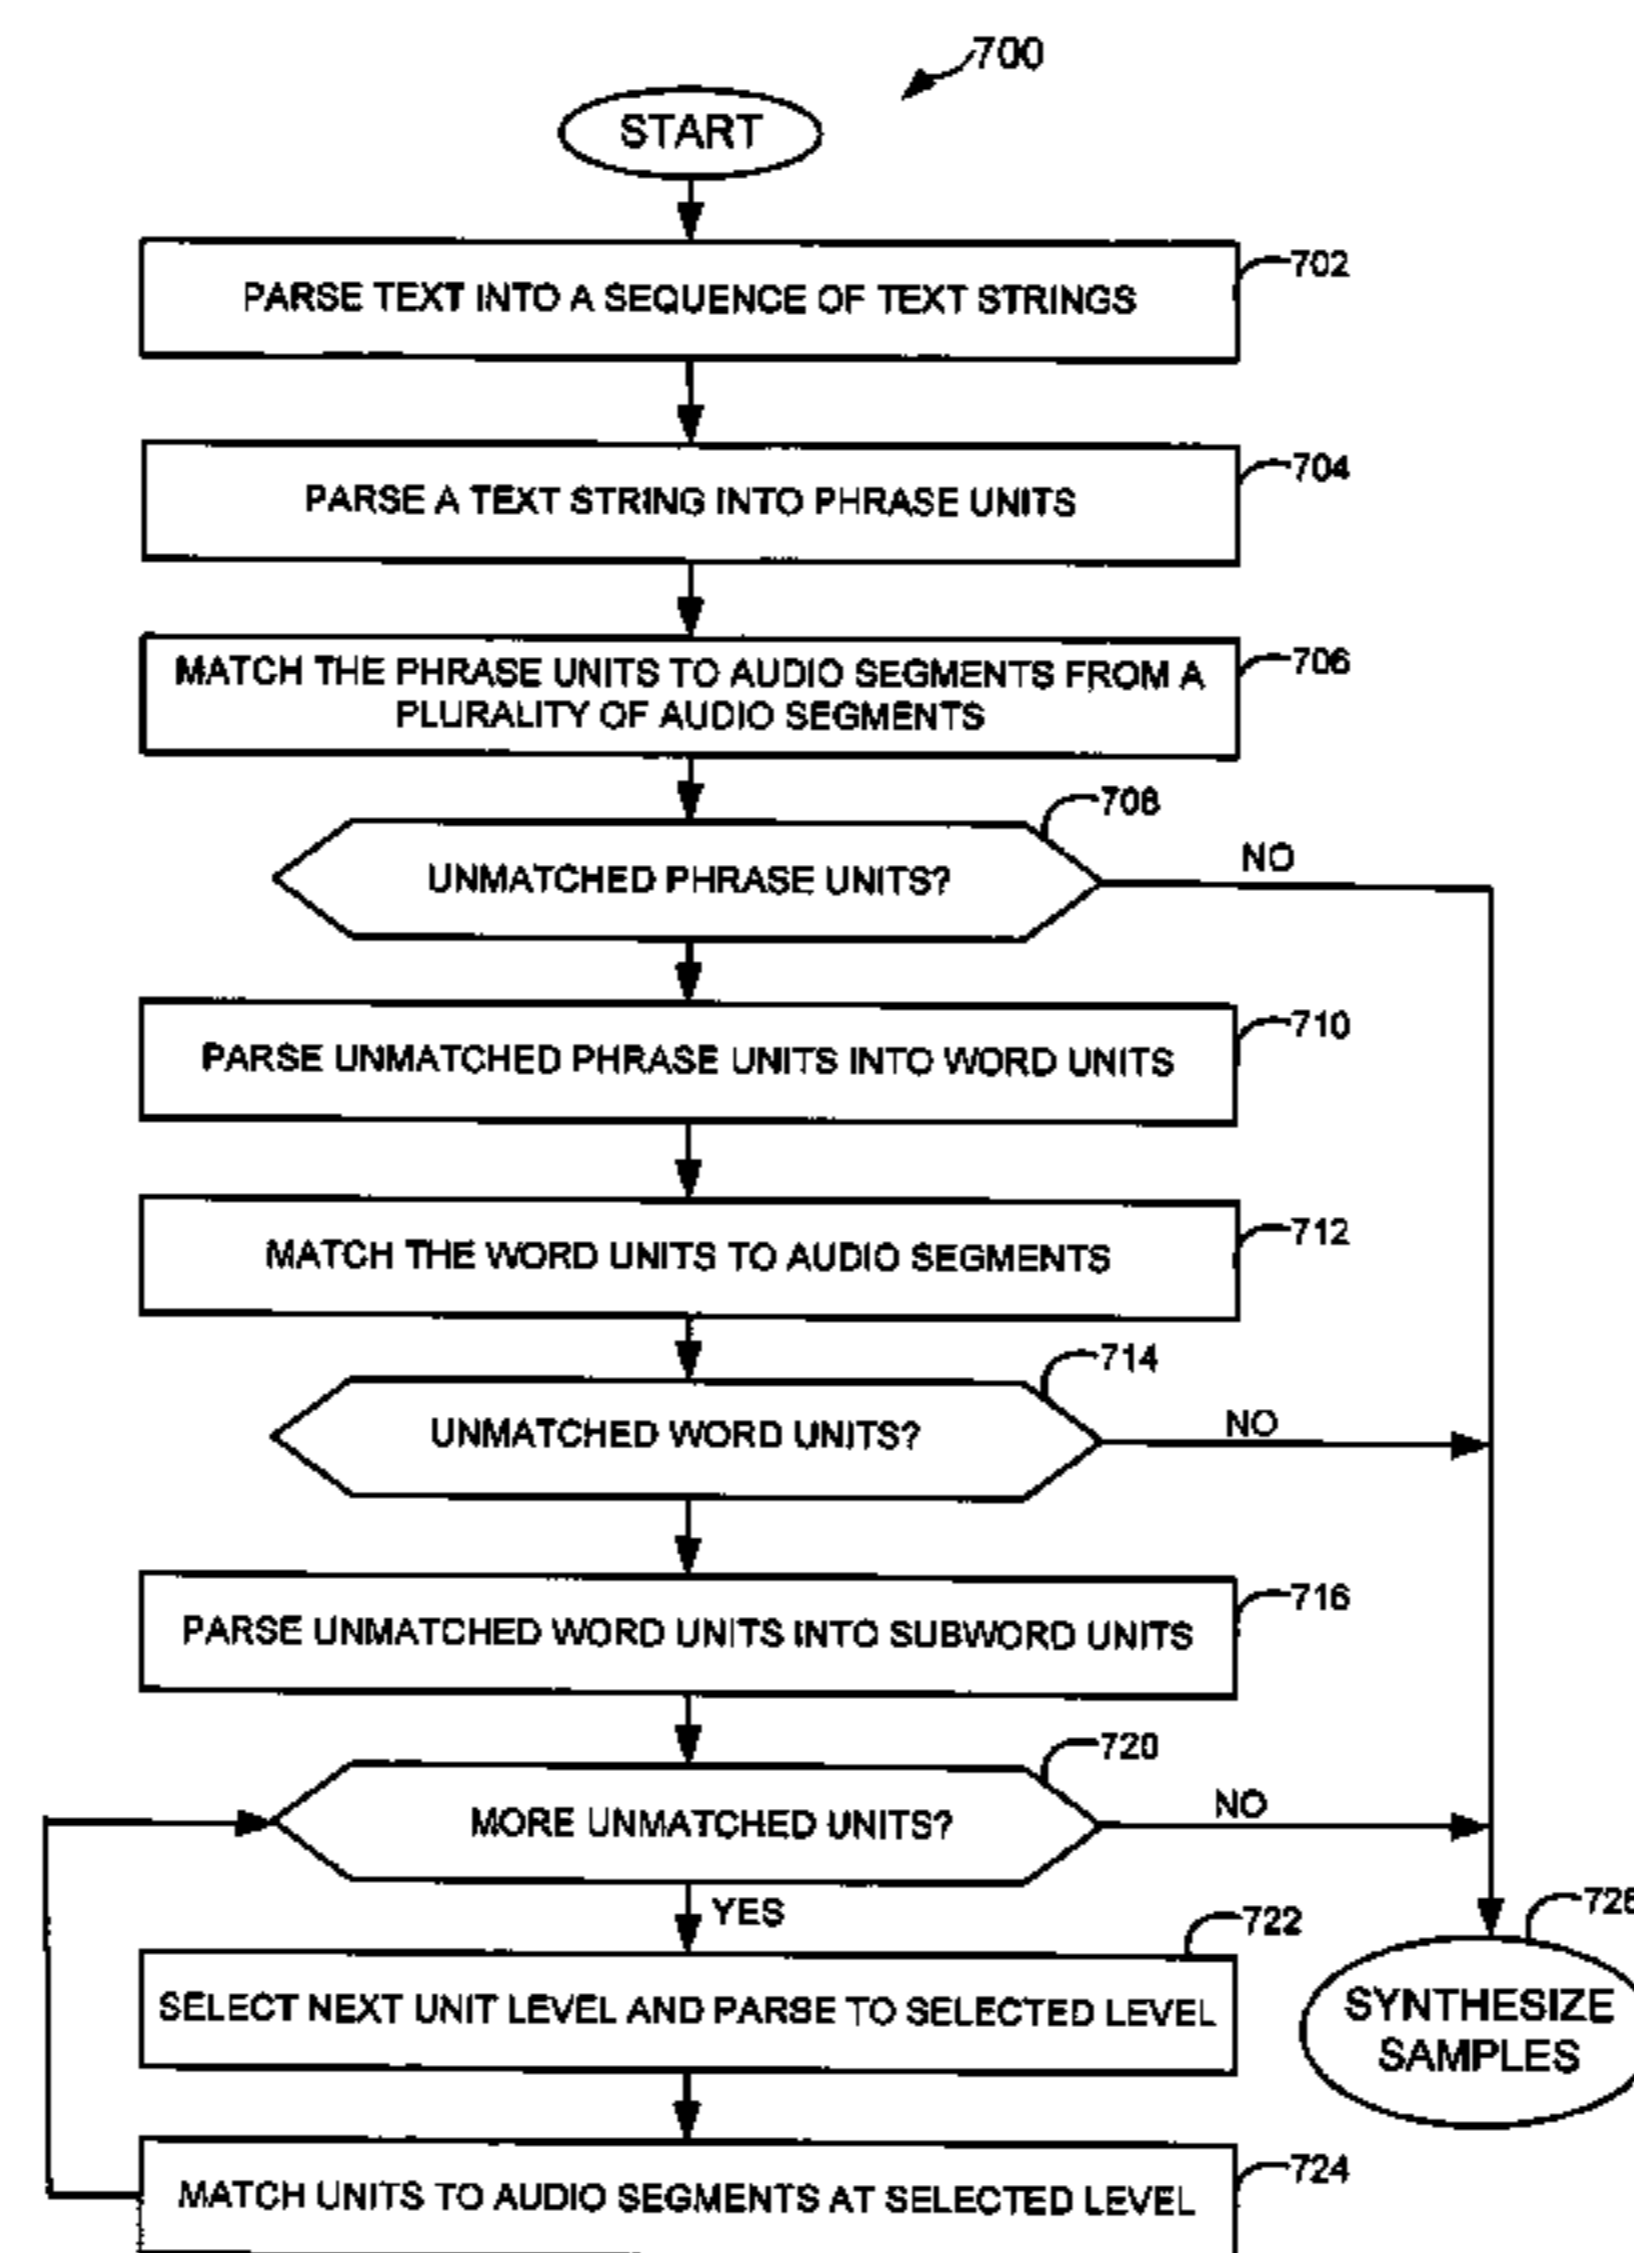 700
START
PARSE TEXT INTO A SEQUENCE OF TEXT STRINGS
702
PARSE A TEXT STRING INTO PHRASE UNITS
704
MATCH THE PHRASE UNITS TO AUDIO SEGMENTS FROM A
PLURALITY OF AUDIO SEGMENTS
706
708
UNMATCHED PHRASE UNITS?
NO
PARSE UNMATCHED PHRASE UNITS INTO WORD UNITS
710
MATCH THE WORD UNITS TO AUDIO SEGMENTS
712
714
UNMATCHED WORD UNITS?
NO
PARSE UNMATCHED WORD UNITS INTO SUBWORD UNITS
716
720
MORE UNMATCHED UNITS?
NO
YES
722
SELECT NEXT UNIT LEVEL AND PARSE TO SELECTED LEVEL
SYNTHESIZE
SAMPLES
MATCH UNITS TO AUDIO SEGMENTS AT SELECTED LEVEL
724